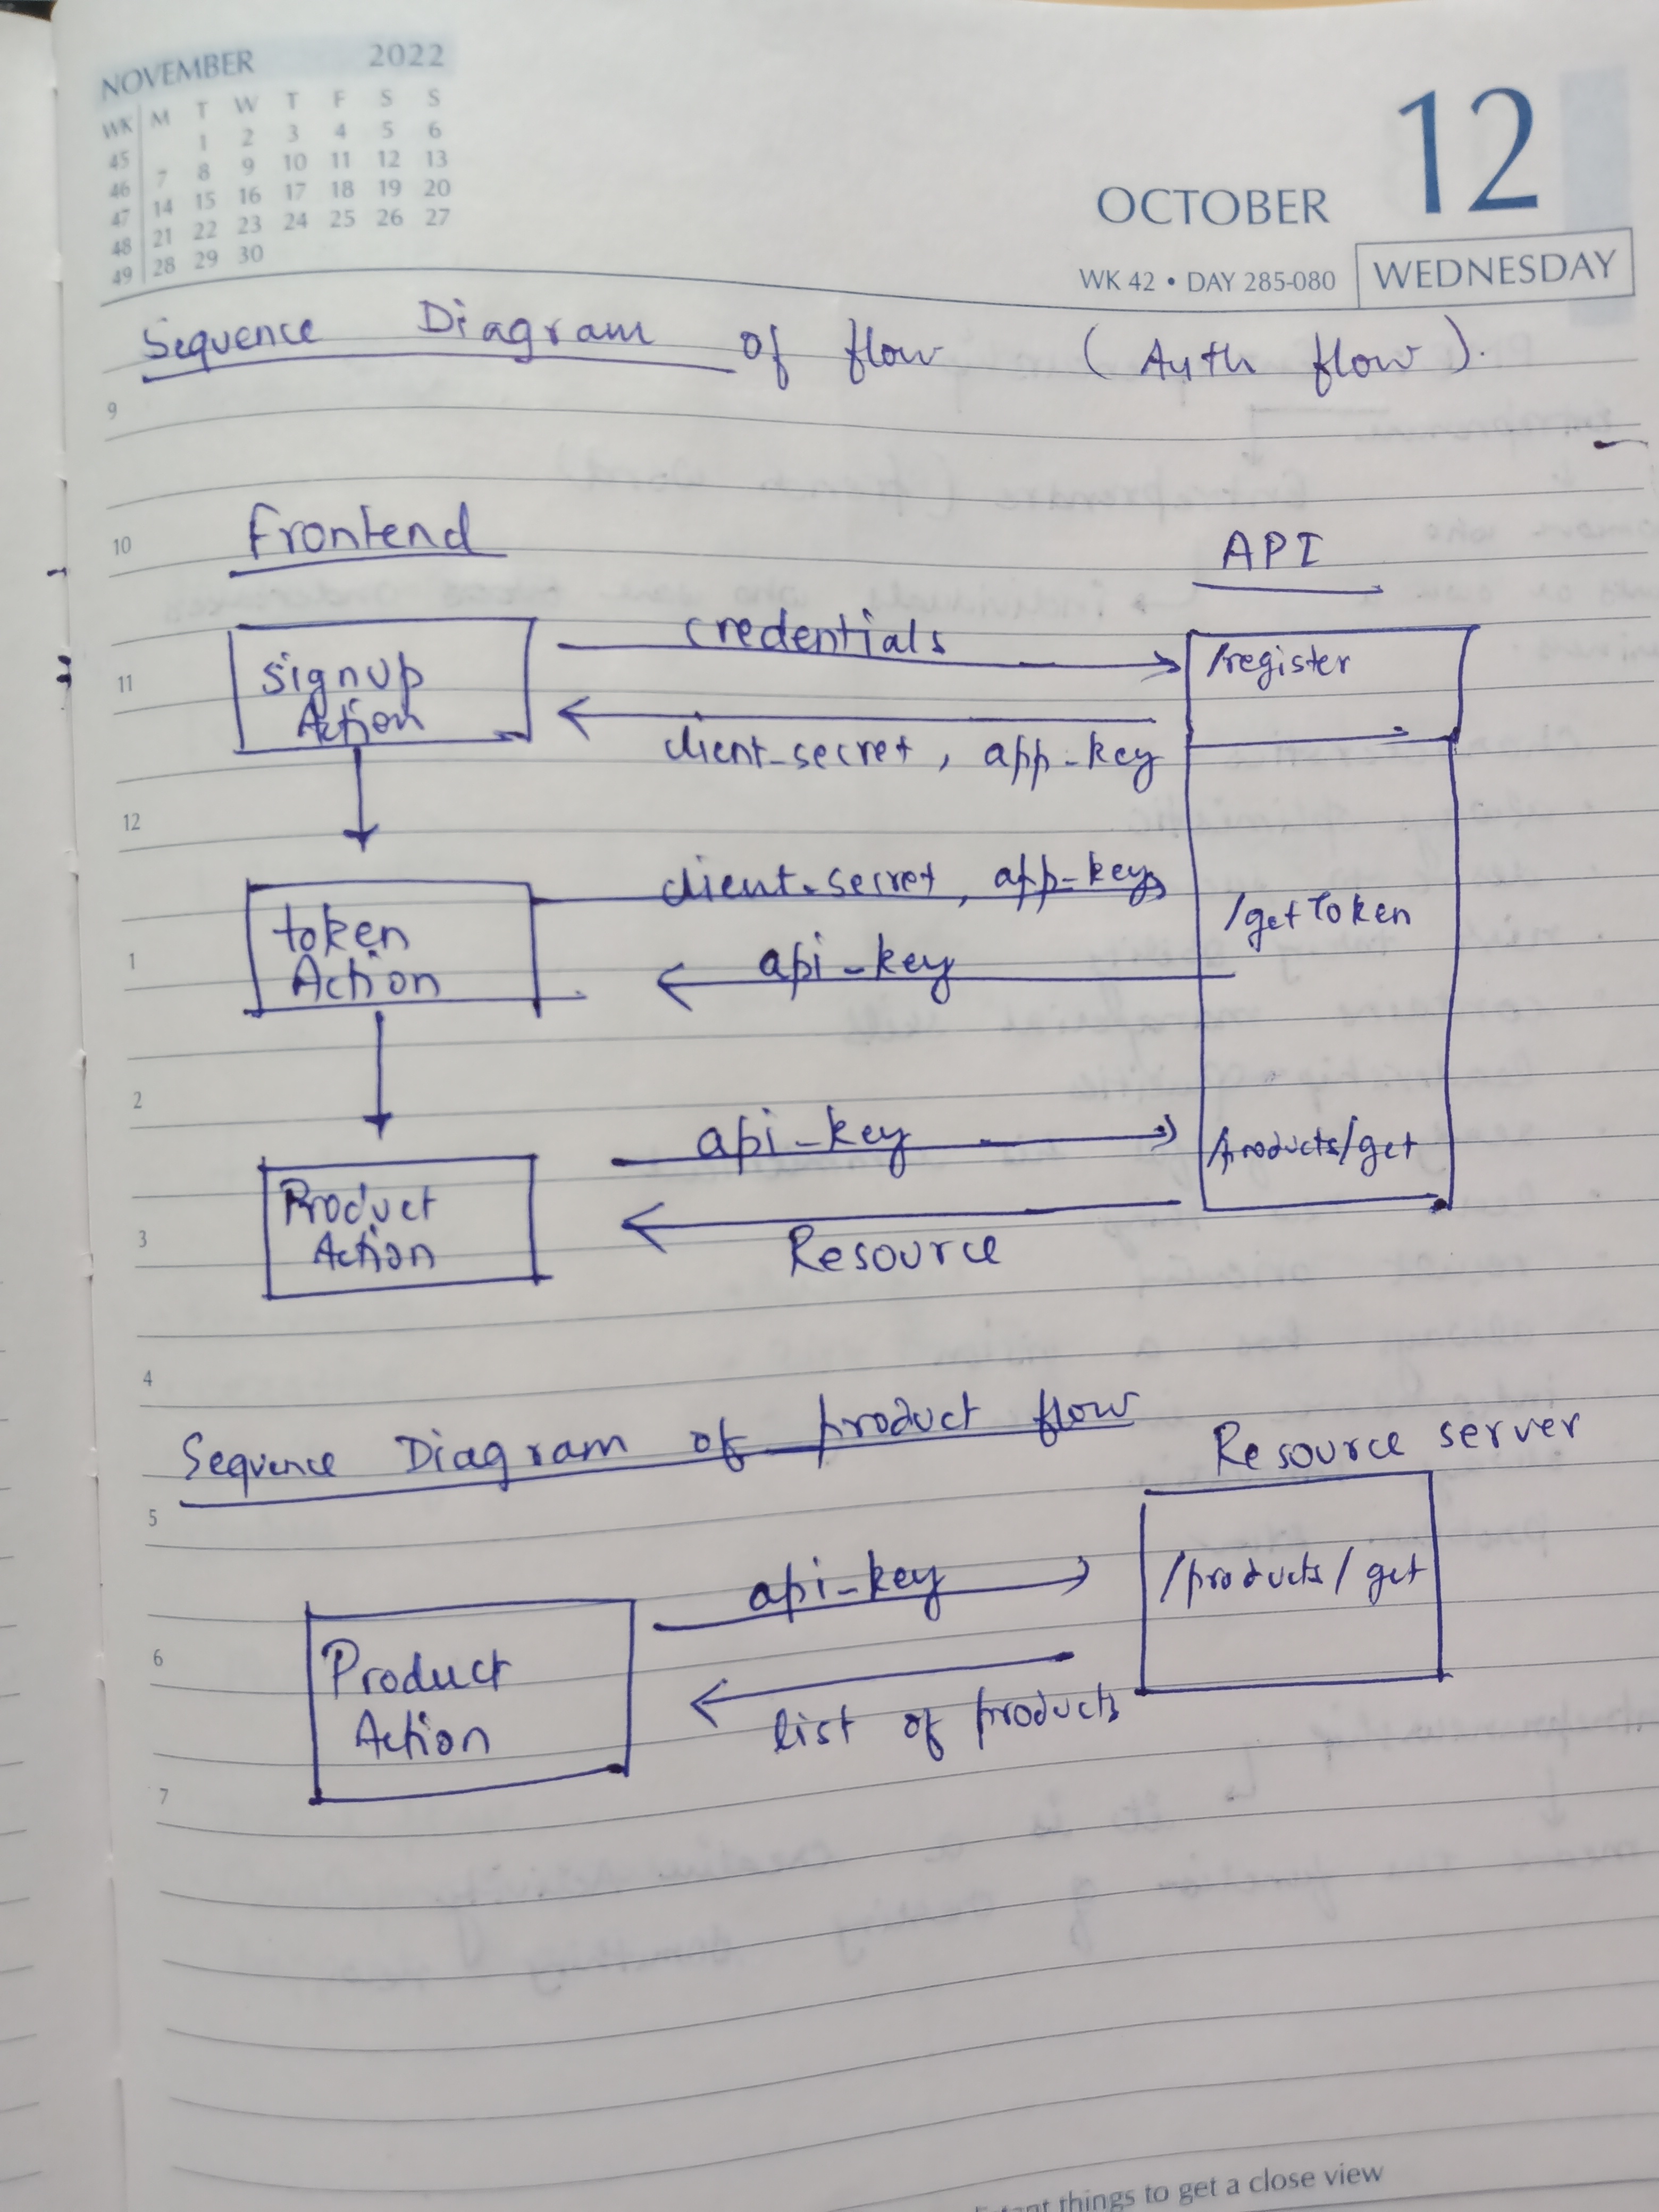 NOVEMBER 2022
WK M T W T F S S
45 1 2 3 4 5 6
46 7 8 9 10 11 12 13
47 14 15 16 17 18 19 20
48 21 22 23 24 25 26 27
49 28 29 30
OCTOBER 12
WK 42 • DAY 285-080 WEDNESDAY
Sequence Diagram of flow (Auth flow).
9
10 Frontend API
credentials
11 signup Action /register
client_secret, app-key
12
client-secret, app-key
1 token Action /getToken
api-key
2
api-key /products/get
3 Product Action
Resource
4
Sequence Diagram of product flow
Resource server
5
api-key /products/get
6 Product Action
list of products
7
things to get a close view